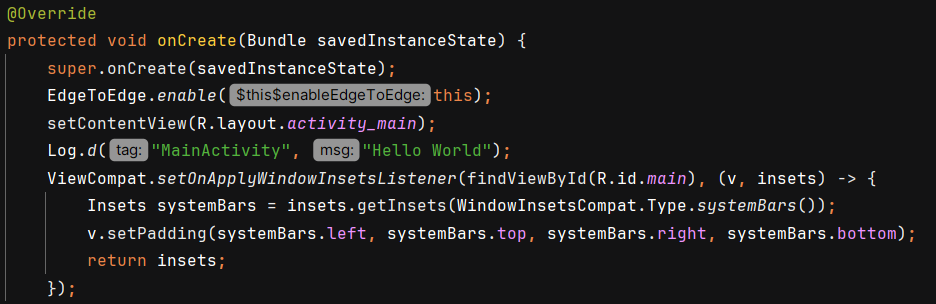 @Override
protected void onCreate(Bundle savedInstanceState) {
    super.onCreate(savedInstanceState);
    EdgeToEdge.enable( $this$enableEdgeToEdge: this);
    setContentView(R.layout.activity_main);
    Log.d( tag: "MainActivity",  msg: "Hello World");
    ViewCompat.setOnApplyWindowInsetsListener(findViewById(R.id.main), (v, insets) -> {
        Insets systemBars = insets.getInsets(WindowInsetsCompat.Type.systemBars());
        v.setPadding(systemBars.left, systemBars.top, systemBars.right, systemBars.bottom);
        return insets;
    });